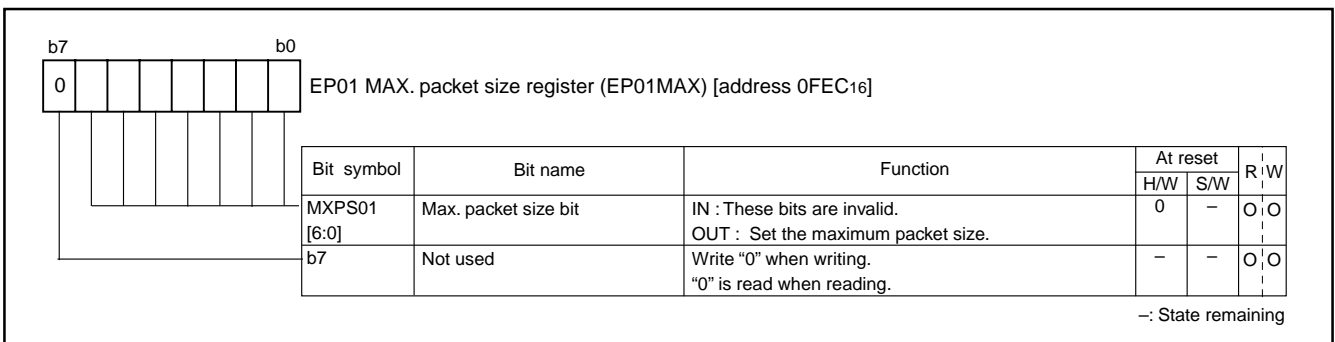 b7 b0
0 EP01 MAX. packet size register (EP01MAX) [address 0FEC16]
Bit symbol Bit name Function At reset R W
H/W S/W
MXPS01 Max. packet size bit IN : These bits are invalid. 0 – O O
[6:0] OUT : Set the maximum packet size.
b7 Not used Write “0” when writing. – – O O
“0” is read when reading.
–: State remaining